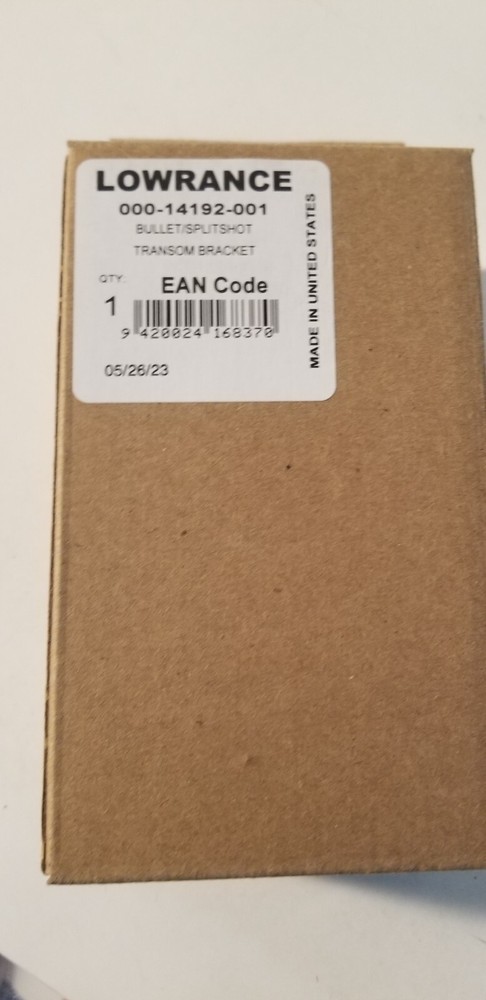 LOWRANCE
000-14192-001
BULLET/SPLITSHOT
TRANSOM BRACKET
QTY:
1
EAN Code
9 420024 168370
05/26/23
MADE IN UNITED STATES